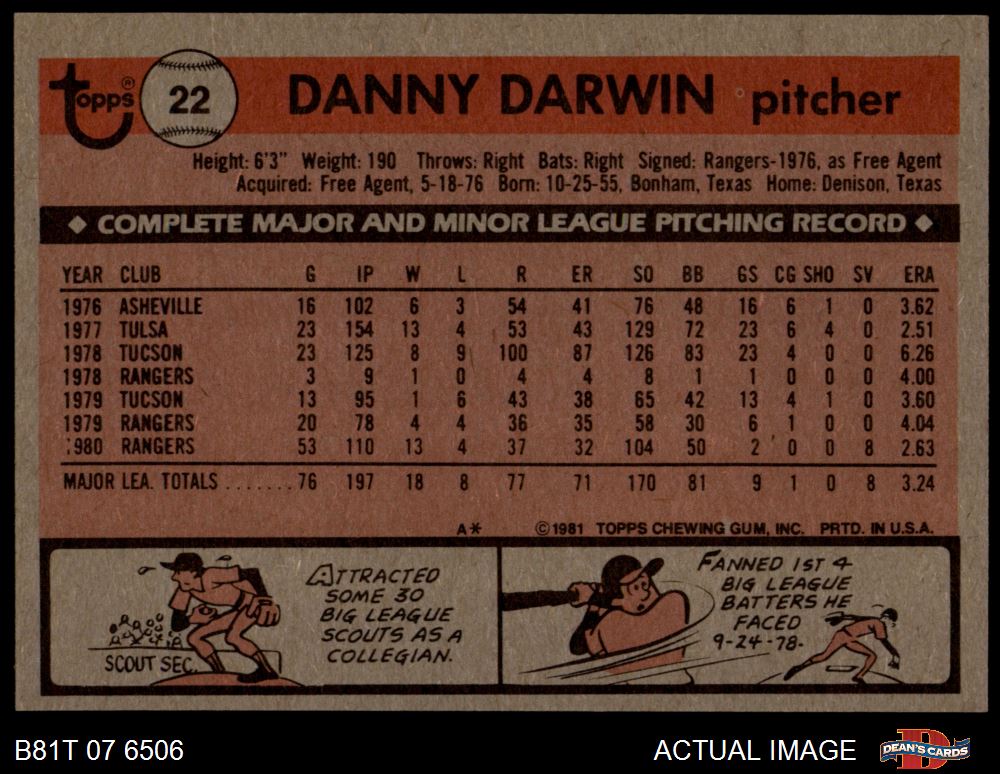 Topps®
22
DANNY DARWIN pitcher
Height: 6'3" Weight: 190 Throws: Right Bats: Right Signed: Rangers-1976, as Free Agent
Acquired: Free Agent, 5-18-76 Born: 10-25-55, Bonham, Texas Home: Denison, Texas
◆ COMPLETE MAJOR AND MINOR LEAGUE PITCHING RECORD ◆
YEAR CLUB G IP W L R ER SO BB GS CG SHO SV ERA
1976 ASHEVILLE 16 102 6 3 54 41 76 48 16 6 1 0 3.62
1977 TULSA 23 154 13 4 53 43 129 72 23 6 4 0 2.51
1978 TUCSON 23 125 8 9 100 87 126 83 23 4 0 0 6.26
1978 RANGERS 3 9 1 0 4 4 8 1 1 0 0 0 4.00
1979 TUCSON 13 95 1 6 43 38 65 42 13 4 1 0 3.60
1979 RANGERS 20 78 4 4 36 35 58 30 6 1 0 0 4.04
1980 RANGERS 53 110 13 4 37 32 104 50 2 0 0 8 2.63
MAJOR LEA. TOTALS ....... 76 197 18 8 77 71 170 81 9 1 0 8 3.24
A* ©1981 TOPPS CHEWING GUM, INC. PRTD. IN U.S.A.
ATTRACTED
SOME 30
BIG LEAGUE
SCOUTS AS A
COLLEGIAN.
SCOUT SEC.
FANNED 1ST 4
BIG LEAGUE
BATTERS HE
FACED
9-24-78.
B81T 07 6506
ACTUAL IMAGE
DEAN'S CARDS